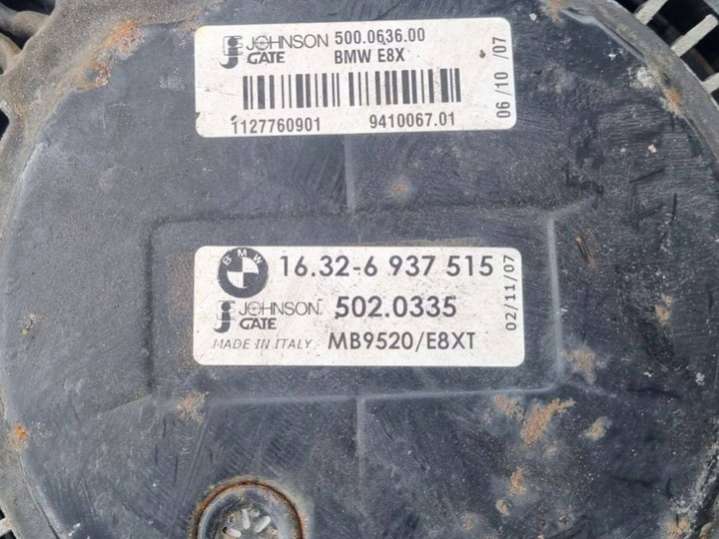 JOHNSON 500.0636.00
GATE BMW E8X
1127760901 9410067.01
06/10/07
BMW
16.32-6 937 515
JOHNSON 502.0335
GATE
MADE IN ITALY MB9520/E8XT
02/11/07